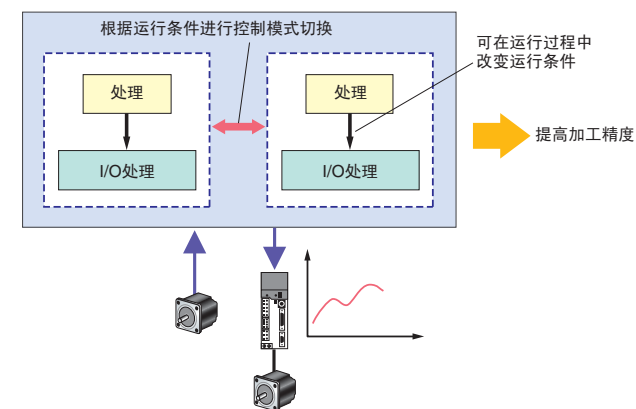 根据运行条件进行控制模式切换
可在运行过程中
改变运行条件
处理
处理
I/O处理
I/O处理
提高加工精度